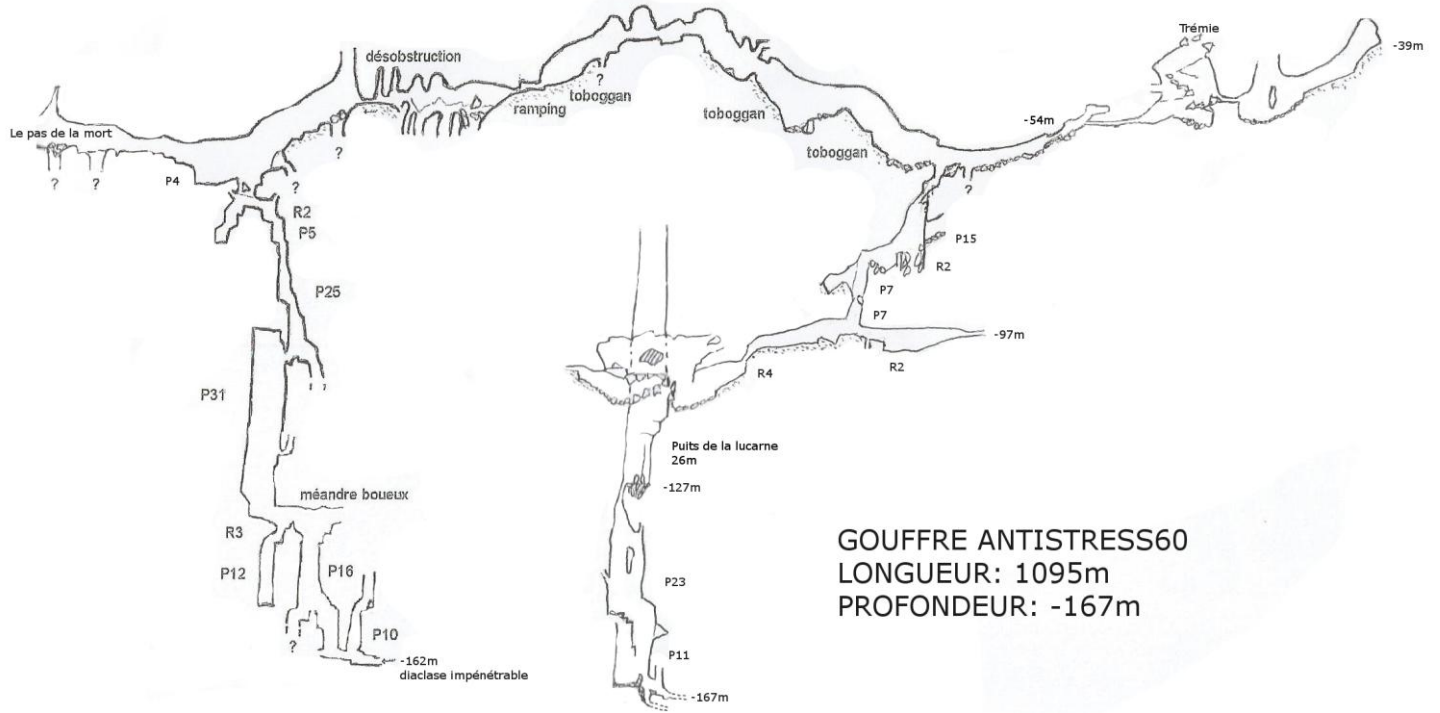 Trémie
-39m
désobstruction
?
ramping
toboggan
toboggan
toboggan
-54m
Le pas de la mort
?
?
P4
?
?
?
R2
P5
P15
R2
P25
P7
P7
-97m
R2
R4
P31
Puits de la lucarne
26m
-127m
méandre boueux
R3
P12
P16
P23
P10
?
P11
-162m
diaclase impénétrable
-167m
GOUFFRE ANTISTRESS60
LONGUEUR: 1095m
PROFONDEUR: -167m